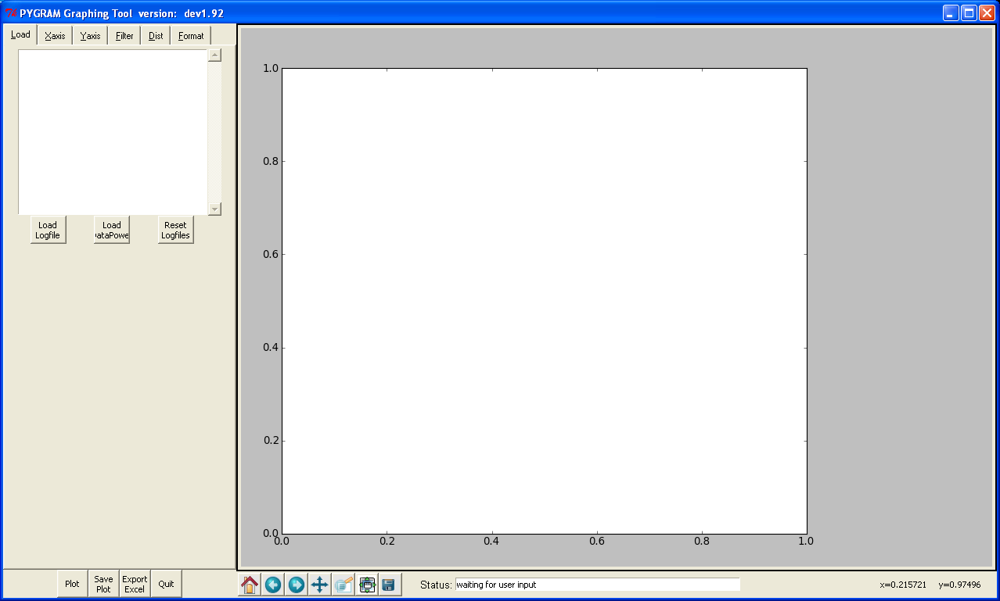 PYGRAM Graphing Tool version: dev1.92
Load Xaxis Yaxis Filter Dist Format
Load
Logfile
Load
ataPowe
Reset
Logfiles
1.0
0.8
0.6
0.4
0.2
0.0
0.0 0.2 0.4 0.6 0.8 1.0
Plot
Save
Plot
Export
Excel
Quit
Status: waiting for user input
x=0.215721 y=0.97496